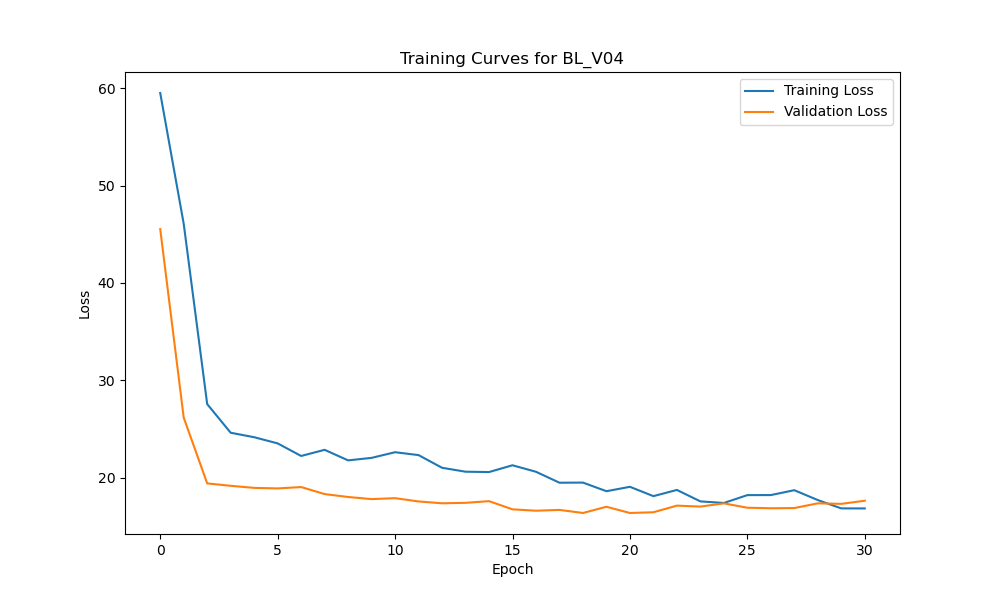 Training Curves for BL_V04
Training Loss
Validation Loss
60
50
40
30
20
Loss
0 5 10 15 20 25 30
Epoch